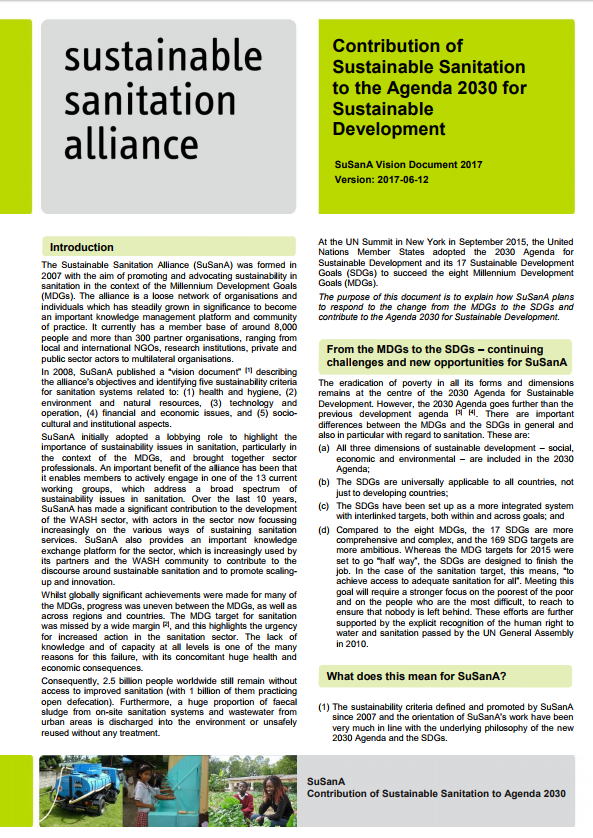 sustainable
sanitation
alliance
Contribution of
Sustainable Sanitation
to the Agenda 2030 for
Sustainable
Development
SuSanA Vision Document 2017
Version: 2017-06-12
Introduction
The Sustainable Sanitation Alliance (SuSanA) was formed in
2007 with the aim of promoting and advocating sustainability in
sanitation in the context of the Millennium Development Goals
(MDGs). The alliance is a loose network of organisations and
individuals which has steadily grown in significance to become
an important knowledge management platform and community
of practice. It currently has a member base of around 8,000
people and more than 300 partner organisations, ranging from
local and international NGOs, research institutions, private and
public sector actors to multilateral organisations.
In 2008, SuSanA published a "vision document" [1] describing
the alliance's objectives and identifying five sustainability criteria
for sanitation systems related to: (1) health and hygiene, (2)
environment and natural resources, (3) technology and
operation, (4) financial and economic issues, and (5) socio-
cultural and institutional aspects.
SuSanA initially adopted a lobbying role to highlight the
importance of sustainability issues in sanitation, particularly in
the context of the MDGs, and brought together sector
professionals. An important benefit of the alliance has been that
it enables members to actively engage in one of the 13 current
working groups, which address a broad spectrum of
sustainability issues in sanitation. Over the last 10 years,
SuSanA has made a significant contribution to the development
of the WASH sector, with actors in the sector now focussing
increasingly on the various ways of sustaining sanitation
services. SuSanA also provides an important knowledge
exchange platform for the sector, which is increasingly used by
its partners and the WASH community to contribute to the
discourse around sustainable sanitation and to promote scaling-
up and innovation.
Whilst globally significant achievements were made for many of
the MDGs, progress was uneven between the MDGs, as well as
across regions and countries. The MDG target for sanitation
was missed by a wide margin [2], and this highlights the urgency
for increased action in the sanitation sector. The lack of
knowledge and of capacity at all levels is one of the many
reasons for this failure, with its concomitant huge health and
economic consequences.
Consequently, 2.5 billion people worldwide still remain without
access to improved sanitation (with 1 billion of them practicing
open defecation). Furthermore, a huge proportion of faecal
sludge from on-site sanitation systems and wastewater from
urban areas is discharged into the environment or unsafely
reused without any treatment.
At the UN Summit in New York in September 2015, the United
Nations Member States adopted the 2030 Agenda for
Sustainable Development and its 17 Sustainable Development
Goals (SDGs) to succeed the eight Millennium Development
Goals (MDGs).
The purpose of this document is to explain how SuSanA plans
to respond to the change from the MDGs to the SDGs and
contribute to the Agenda 2030 for Sustainable Development.
From the MDGs to the SDGs – continuing
challenges and new opportunities for SuSanA
The eradication of poverty in all its forms and dimensions
remains at the centre of the 2030 Agenda for Sustainable
Development. However, the 2030 Agenda goes further than the
previous development agenda [3] [4]. There are important
differences between the MDGs and the SDGs in general and
also in particular with regard to sanitation. These are:
(a) All three dimensions of sustainable development – social,
economic and environmental – are included in the 2030
Agenda;
(b) The SDGs are universally applicable to all countries, not
just to developing countries;
(c) The SDGs have been set up as a more integrated system
with interlinked targets, both within and across goals; and
(d) Compared to the eight MDGs, the 17 SDGs are more
comprehensive and complex, and the 169 SDG targets are
more ambitious. Whereas the MDG targets for 2015 were
set to go "half way", the SDGs are designed to finish the
job. In the case of the sanitation target, this means, "to
achieve access to adequate sanitation for all". Meeting this
goal will require a stronger focus on the poorest of the poor
and on the people who are the most difficult, to reach to
ensure that nobody is left behind. These efforts are further
supported by the explicit recognition of the human right to
water and sanitation passed by the UN General Assembly
in 2010.
What does this mean for SuSanA?
(1) The sustainability criteria defined and promoted by SuSanA
since 2007 and the orientation of SuSanA's work have been
very much in line with the underlying philosophy of the new
2030 Agenda and the SDGs.
SuSanA
Contribution of Sustainable Sanitation to Agenda 2030